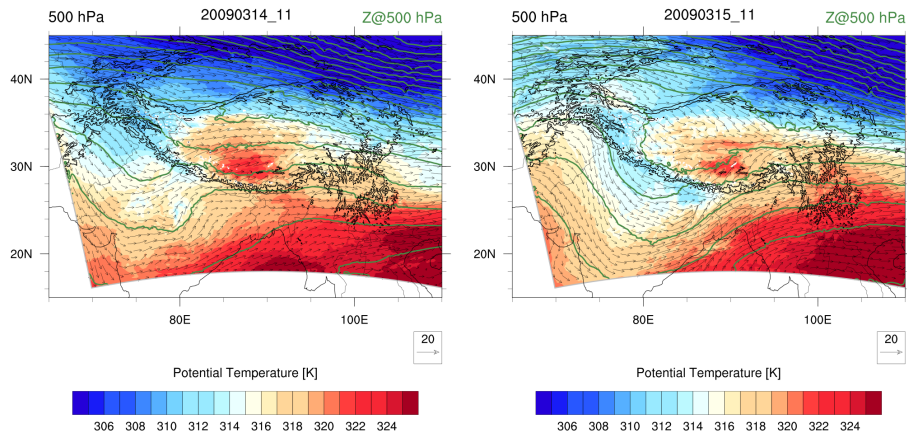 500 hPa 20090314_11 Z@500 hPa
40N
30N
20N
80E 100E
20
Potential Temperature [K]
306 308 310 312 314 316 318 320 322 324
500 hPa 20090315_11 Z@500 hPa
40N
30N
20N
80E 100E
20
Potential Temperature [K]
306 308 310 312 314 316 318 320 322 324